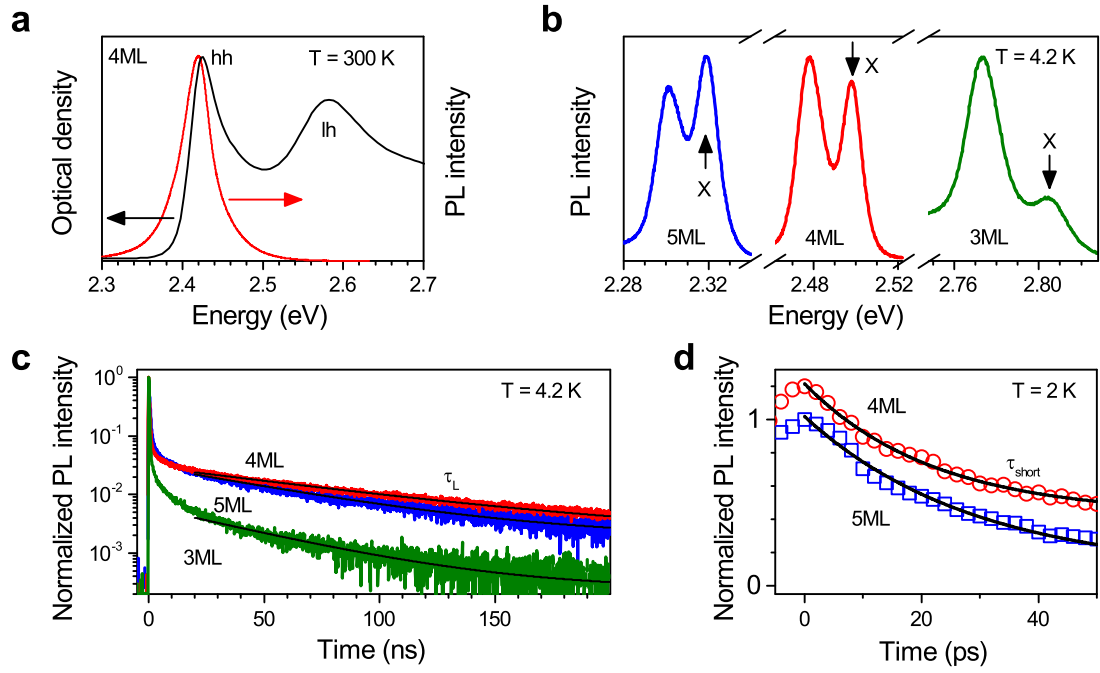 a
4ML
hh
T = 300 K
lh
Optical density
PL intensity
2.3 2.4 2.5 2.6 2.7
Energy (eV)
b
T = 4.2 K
X
X
X
5ML
4ML
3ML
PL intensity
2.28 2.32 2.48 2.52 2.76 2.80
Energy (eV)
c
T = 4.2 K
10⁰
10⁻¹
10⁻²
10⁻³
4ML
τL
5ML
3ML
Normalized PL intensity
0 50 100 150
Time (ns)
d
T = 2 K
4ML
1
τshort
5ML
0
Normalized PL intensity
0 20 40
Time (ps)